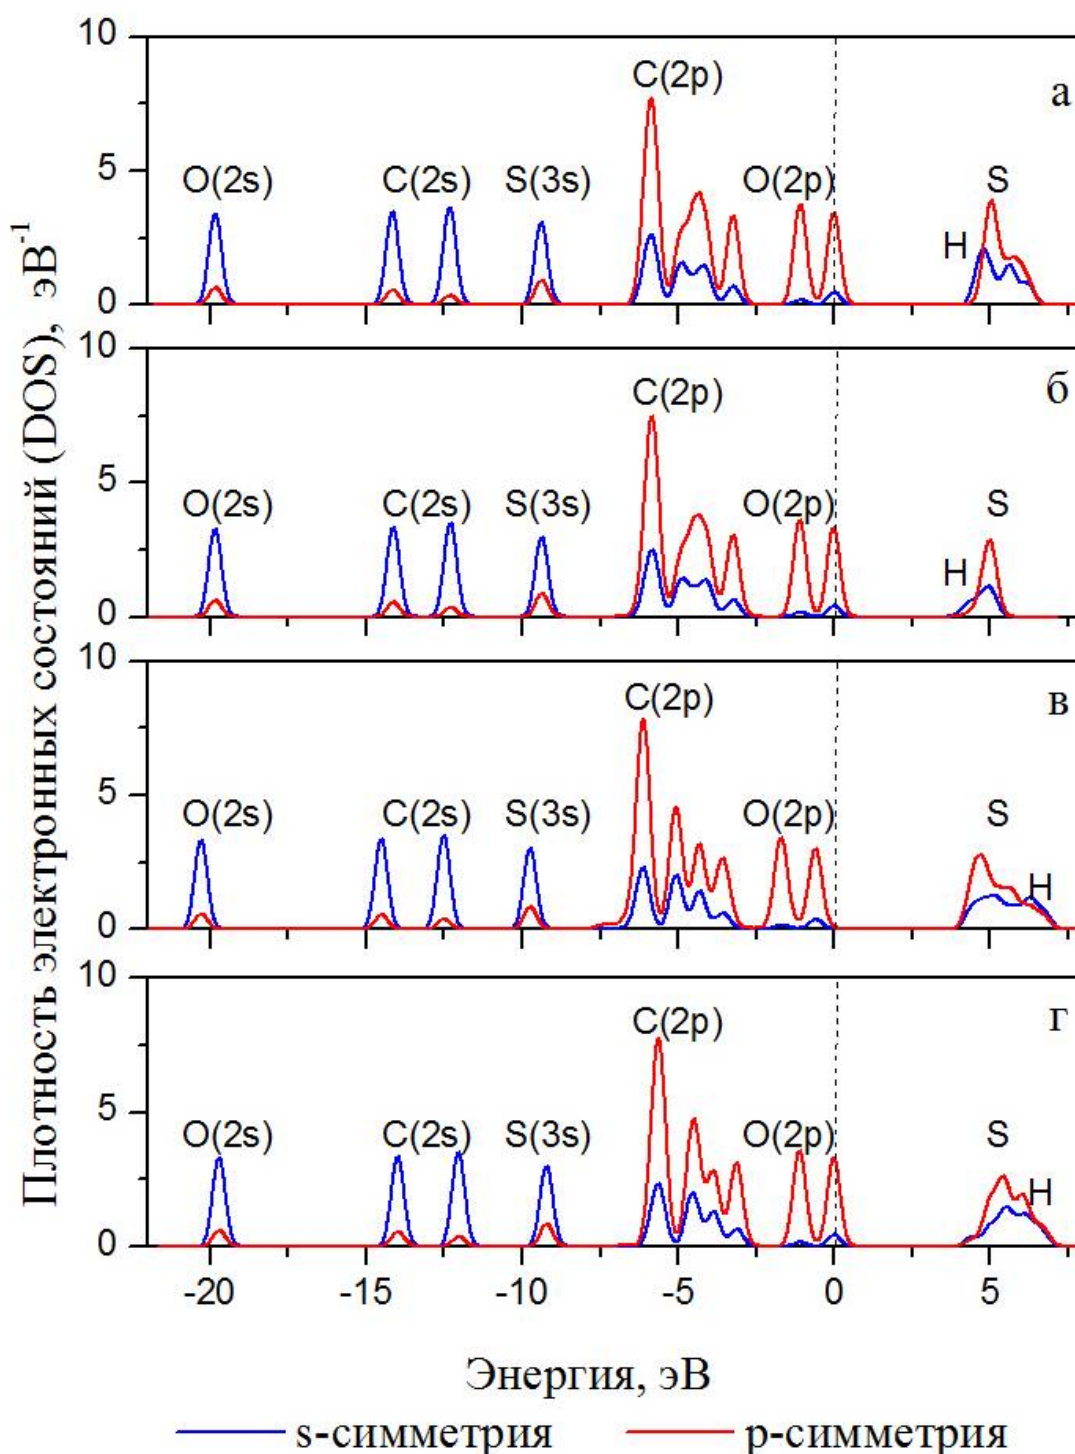 Плотность электронных состояний (DOS), эВ-1
10
5
0
O(2s)
C(2s)
S(3s)
C(2p)
O(2p)
H
S
а
10
5
0
O(2s)
C(2s)
S(3s)
C(2p)
O(2p)
H
S
б
10
5
0
O(2s)
C(2s)
S(3s)
C(2p)
O(2p)
S
H
в
10
5
0
O(2s)
C(2s)
S(3s)
C(2p)
O(2p)
S
H
г
-20 -15 -10 -5 0 5
Энергия, эВ
s-симметрия p-симметрия